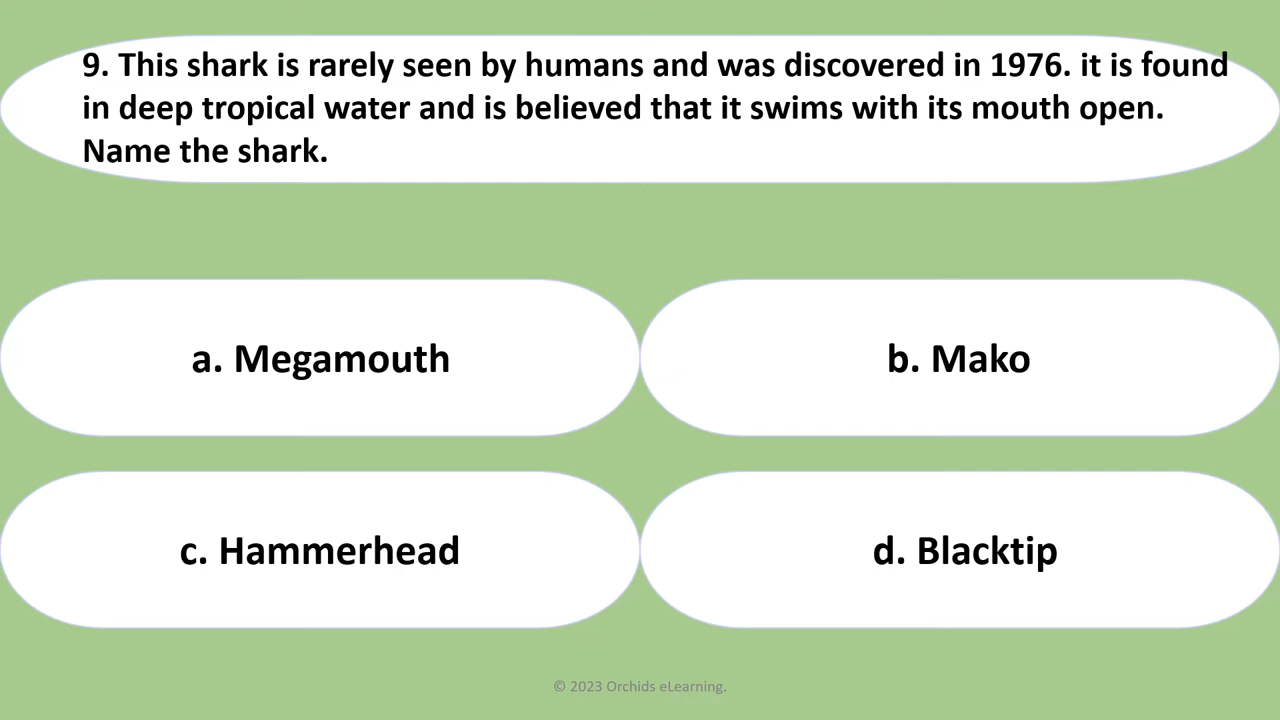 9. This shark is rarely seen by humans and was discovered in 1976. it is found
in deep tropical water and is believed that it swims with its mouth open.
Name the shark.
a. Megamouth
b. Mako
c. Hammerhead
d. Blacktip
© 2023 Orchids eLearning.